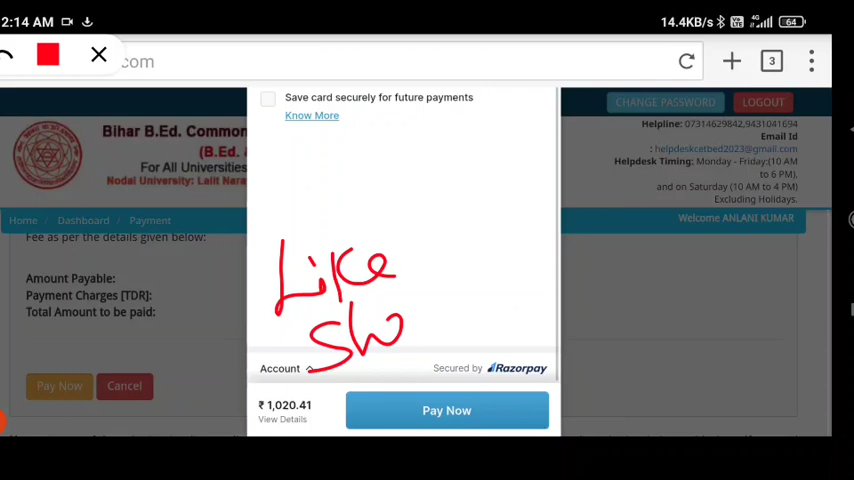 2:14 AM
14.4KB/s
4G
64
com
3
Save card securely for future payments
Know More
CHANGE PASSWORD
LOGOUT
Bihar B.Ed. Common
(B.Ed.
For All Universities
Nodal University: Lalit
Helpline: 07314629842,9431041694
Email Id
: helpdeskcetbed2023@gmail.com
Helpdesk Timing: Monday - Friday:(10 AM
to 6 PM),
and on Saturday (10 AM to 4 PM)
Excluding Holidays.
Home / Dashboard / Payment
Welcome ANLANI KUMAR
Fee as per the details given below:
Amount Payable:
Payment Charges [TDR]:
Total Amount to be paid:
Like
Sha
Pay Now
Cancel
Account
Secured by Razorpay
₹ 1,020.41
View Details
Pay Now